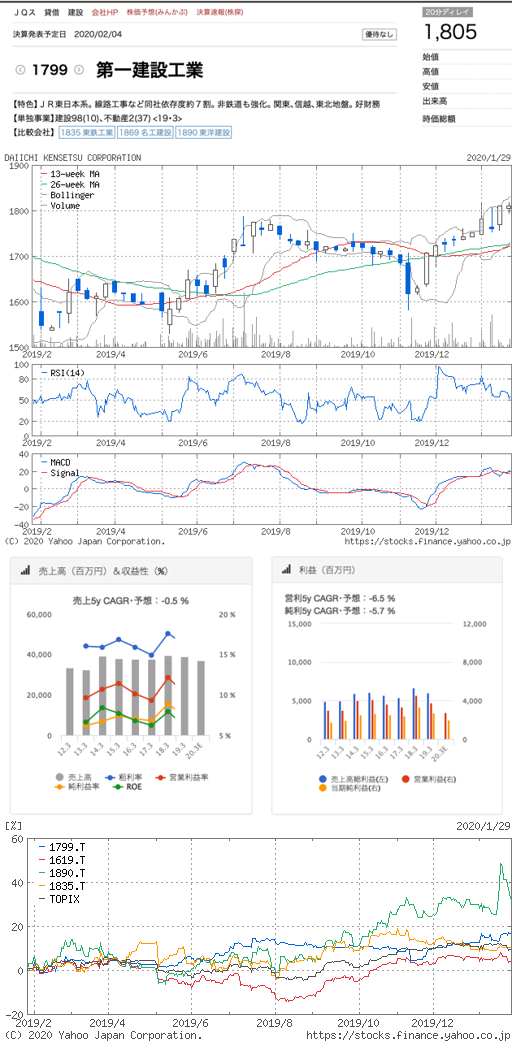 ＪＱＳ 貸借 建設 会社HP 株価予想(みんかぶ) 決算速報(株探)
20分ディレイ
決算発表予定日 2020/02/04
優待なし
1,805
1799 第一建設工業
始値
高値
安値
出来高
時価総額
【特色】ＪＲ東日本系。線路工事など同社依存度約７割。非鉄道も強化。関東、信越、東北地盤。好財務
【単独事業】建設98(10)、不動産2(37) <19・3>
【比較会社】 1835 東鉄工業 1869 名工建設 1890 東洋建設
DAIICHI KENSETSU CORPORATION
2020/1/29
1900
1800
1700
1600
1500
13-week MA
26-week MA
Bollinger
Volume
2019/2 2019/4 2019/6 2019/8 2019/10 2019/12
100
80
50
20
0
RSI(14)
2019/2 2019/4 2019/6 2019/8 2019/10 2019/12
40
20
0
-20
-40
MACD
Signal
2019/2 2019/4 2019/6 2019/8 2019/10 2019/12
(C) 2020 Yahoo Japan Corporation.
https://stocks.finance.yahoo.co.jp
売上高（百万円）＆収益性（%）
売上5y CAGR・予想：-0.5 %
60,000
40,000
20,000
0
20 %
15 %
10 %
5 %
12.3 13.3 14.3 15.3 16.3 17.3 18.3 19.3 20.3E
売上高 粗利率 営業利益率
純利益率 ROE
利益（百万円）
営利5y CAGR・予想：-6.5 %
純利5y CAGR・予想：-5.7 %
15,000
10,000
5,000
0
12,000
8,000
4,000
0
12.3 13.3 14.3 15.3 16.3 17.3 18.3 19.3 20.3E
売上高総利益(左) 営業利益(右)
当期純利益(右)
[%]
2020/1/29
60
40
20
0
-20
1799.T
1619.T
1890.T
1835.T
TOPIX
2019/2 2019/4 2019/6 2019/8 2019/10 2019/12
(C) 2020 Yahoo Japan Corporation.
https://stocks.finance.yahoo.co.jp